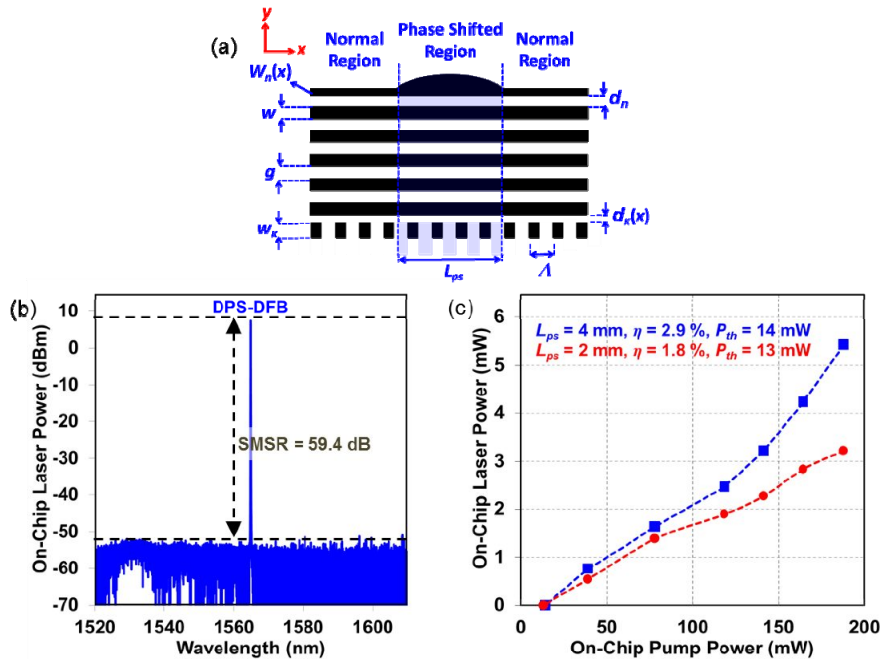 (a)
y
x
Normal Region
Phase Shifted Region
Normal Region
Wn(x)
dn
w
g
dκ(x)
wκ
Lps
Λ
(b)
DPS-DFB
SMSR = 59.4 dB
On-Chip Laser Power (dBm)
10
0
-10
-20
-30
-40
-50
-60
-70
1520 1540 1560 1580 1600
Wavelength (nm)
(c)
Lps = 4 mm, η = 2.9 %, Pth = 14 mW
Lps = 2 mm, η = 1.8 %, Pth = 13 mW
On-Chip Laser Power (mW)
6
5
4
3
2
1
0
0 50 100 150 200
On-Chip Pump Power (mW)